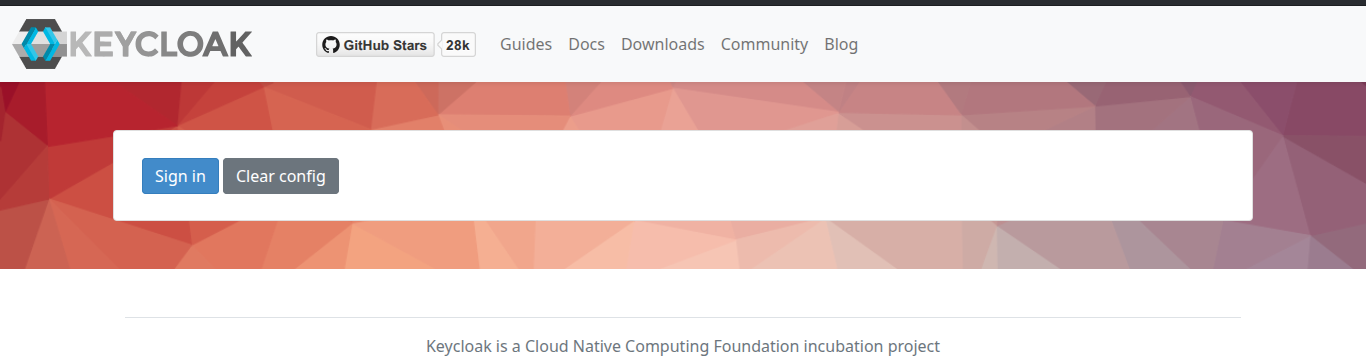 KEYCLOAK GitHub Stars 28k Guides Docs Downloads Community Blog
Sign in Clear config
Keycloak is a Cloud Native Computing Foundation incubation project